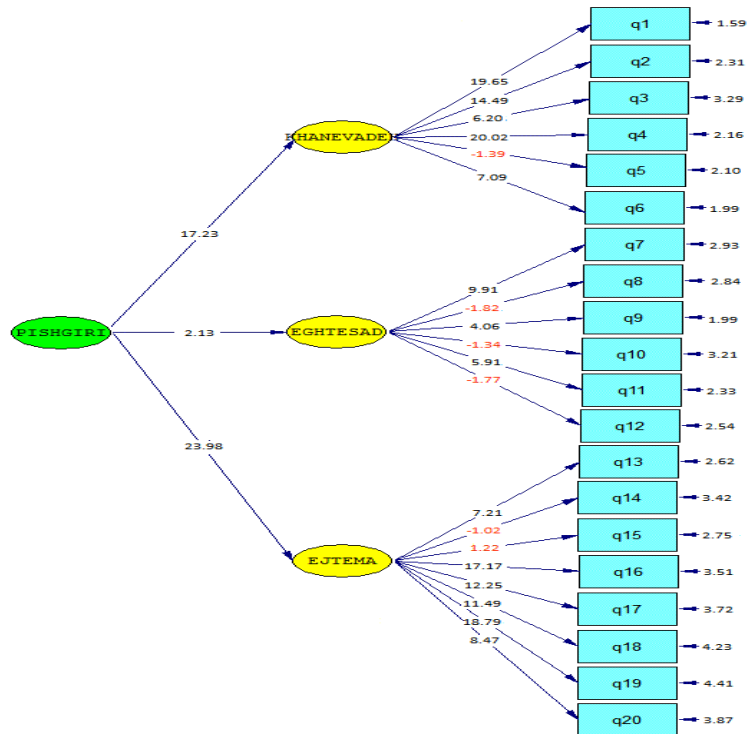 q1
1.59
q2
2.31
19.65
q3
3.29
14.49
6.20
KHANEVADEH
20.02
q4
2.16
-1.39
q5
2.10
7.09
q6
1.99
17.23
q7
2.93
9.91
q8
2.84
-1.82
q9
1.99
PISHGIRI
2.13
EGHTESAD
4.06
-1.34
q10
3.21
5.91
-1.77
q11
2.33
q12
2.54
23.98
q13
2.62
q14
3.42
7.21
-1.02
q15
2.75
1.22
EJTEMA
17.17
q16
3.51
12.25
11.49
q17
3.72
18.79
8.47
q18
4.23
q19
4.41
q20
3.87